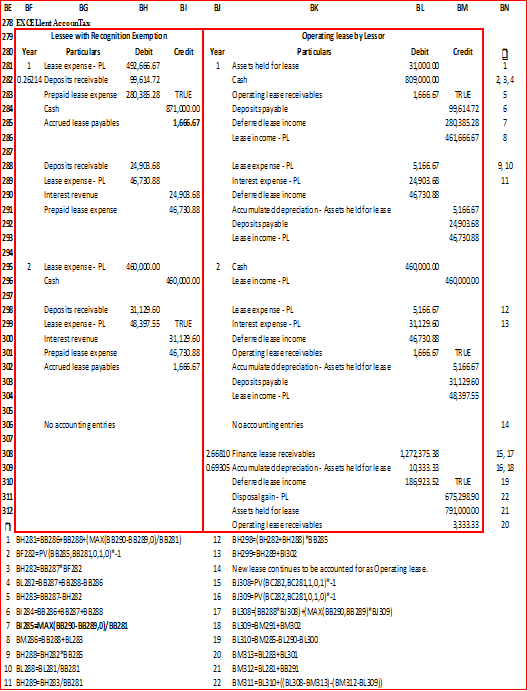 BE BF BG BH BI BJ BK BL BM BN
278 EXCELlent AccounTax
279 Lessee with Recognition Exemption Operating lease by Lessor
280 Year Particulars Debit Credit Year Particulars Debit Credit
281 1 Lease expense - PL 492,666.67 1 Assets held for lease 31,000.00 1
282 0.26214 Deposits receivable 99,614.72 Cash 809,000.00 2, 3, 4
283 Prepaid lease expense 280,385.28 TRUE Operating lease receivables 1,666.67 TRUE 5
284 Cash 871,000.00 Deposits payable 99,614.72 6
285 Accrued lease payables 1,666.67 Deferred lease income 280,385.28 7
286 Lease income - PL 461,666.67 8
287
288 Deposits receivable 24,903.68 Lease expense - PL 5,166.67 9, 10
289 Lease expense - PL 46,730.88 Interest expense - PL 24,903.68 11
290 Interest revenue 24,903.68 Deferred lease income 46,730.88
291 Prepaid lease expense 46,730.88 Accumulated depreciation - Assets held for lease 5,166.67
292 Deposits payable 24,903.68
293 Lease income - PL 46,730.88
294
295 2 Lease expense - PL 460,000.00 2 Cash 460,000.00
296 Cash 460,000.00 Lease income - PL 460,000.00
297
298 Deposits receivable 31,129.60 Lease expense - PL 5,166.67 12
299 Lease expense - PL 48,397.55 TRUE Interest expense - PL 31,129.60 13
300 Interest revenue 31,129.60 Deferred lease income 46,730.88
301 Prepaid lease expense 46,730.88 Operating lease receivables 1,666.67 TRUE
302 Accrued lease payables 1,666.67 Accumulated depreciation - Assets held for lease 5,166.67
303 Deposits payable 31,129.60
304 Lease income - PL 48,397.55
305
306 No accounting entries No accounting entries 14
307
308 2.66810 Finance lease receivables 1,272,375.38 15, 17
309 0.69305 Accumulated depreciation - Assets held for lease 10,333.33 16, 18
310 Deferred lease income 186,923.52 TRUE 19
311 Disposal gain - PL 675,298.90 22
312 Assets held for lease 791,000.00 21
Operating lease receivables 3,333.33 20
1 BH281=BB286+BB288+(MAX(BB290-BB289,0)/BB281) 12 BH298=(BH282+BH288)*BB285
2 BF282=PV(BB285,BB281,0,1,0)*-1 13 BH299=BH289+BI302
3 BH282=BB287*BF282 14 New lease continues to be accounted for as Operating lease.
4 BL282=BB287+BB288-BB286 15 BJ308=PV(BC282,BC281,1,0,1)*-1
5 BH283=BB287-BH282 16 BJ309=PV(BC282,BC281,0,1,0)*-1
6 BI284=BB286+BB287+BB288 17 BL308=(BB288*BJ308)+(MAX(BB290,BB289)*BJ309)
7 BI285=MAX(BB290-BB289,0)/BB281 18 BL309=BM291+BM302
8 BM286=BB288+BL283 19 BL310=BM285-BL290-BL300
9 BH288=BH282*BB285 20 BM313=BL283+BL301
10 BL288=BL281/BB281 21 BM312=BL281+BB291
11 BH289=BH283/BB281 22 BM311=BL310+((BL308-BM313)-(BM312-BL309))